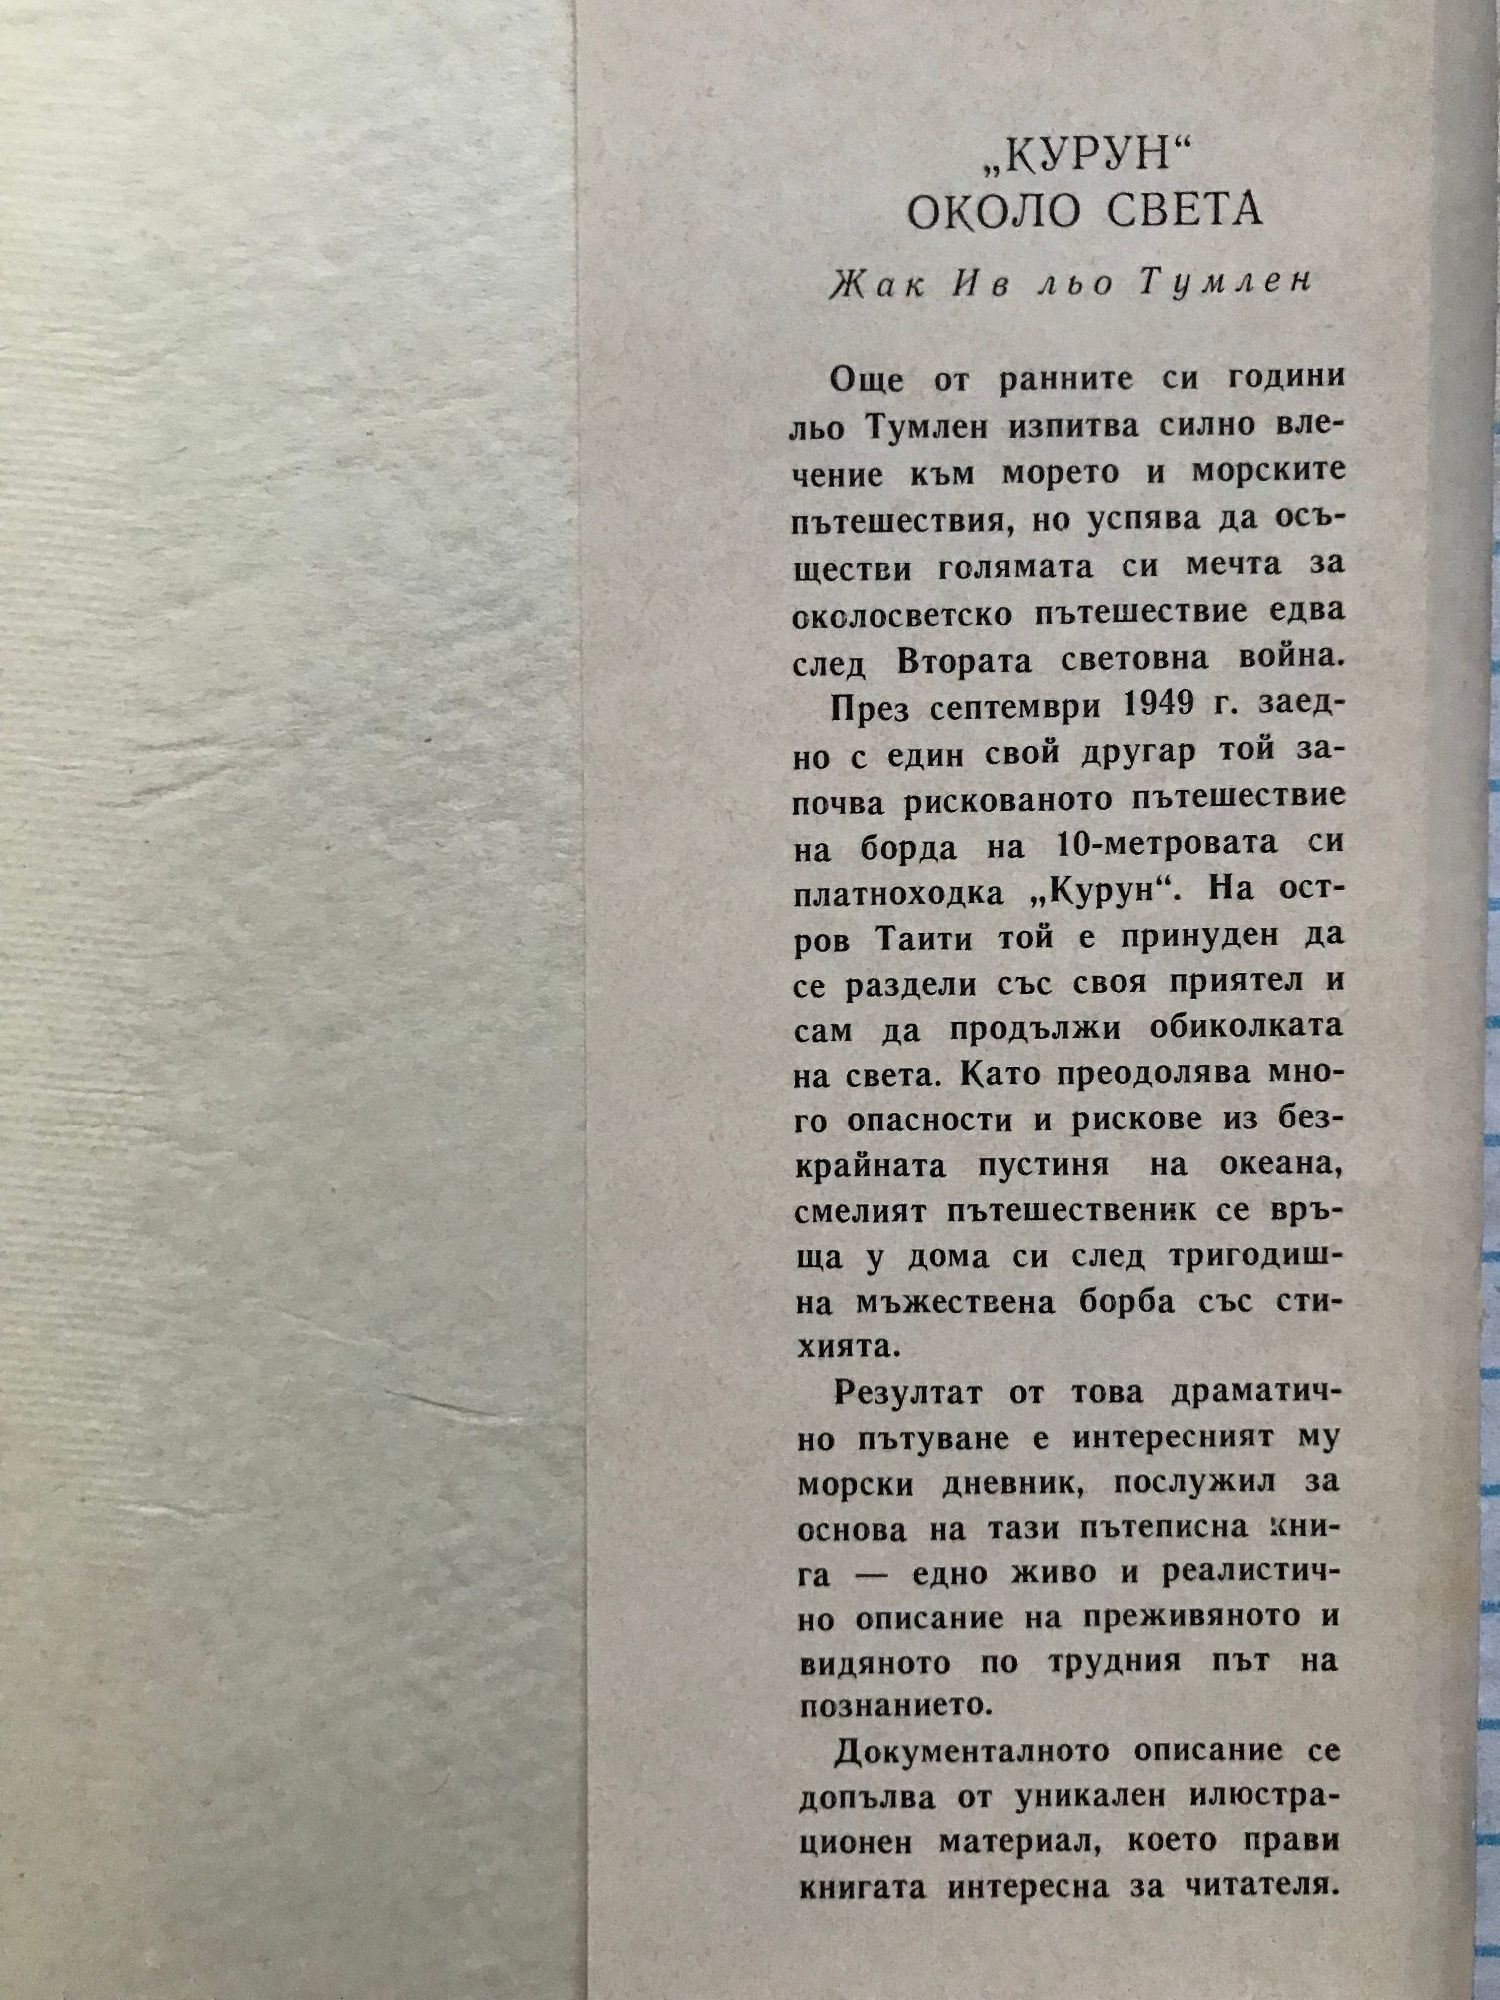 „КУРУН“
ОКОЛО СВЕТА
Жак Ив льо Тумлен
Още от ранните си години
льо Тумлен изпитва силно вле-
чение към морето и морските
пътешествия, но успява да осъ-
ществи голямата си мечта за
околосветско пътешествие едва
след Втората световна война.
През септември 1949 г. заед-
но с един свой другар той за-
почва рискованото пътешествие
на борда на 10-метровата си
платноходка „Курун“. На ост-
ров Таити той е принуден да
се раздели със своя приятел и
сам да продължи обиколката
на света. Като преодолява мно-
го опасности и рискове из без-
крайната пустиня на океана,
смелият пътешественик се връ-
ща у дома си след тригодиш-
на мъжествена борба със сти-
хията.
Резултат от това драматич-
но пътуване е интересният му
морски дневник, послужил за
основа на тази пътеписна кни-
га — едно живо и реалистич-
но описание на преживяното и
видяното по трудния път на
познанието.
Документалното описание се
допълва от уникален илюстра-
ционен материал, което прави
книгата интересна за читателя.